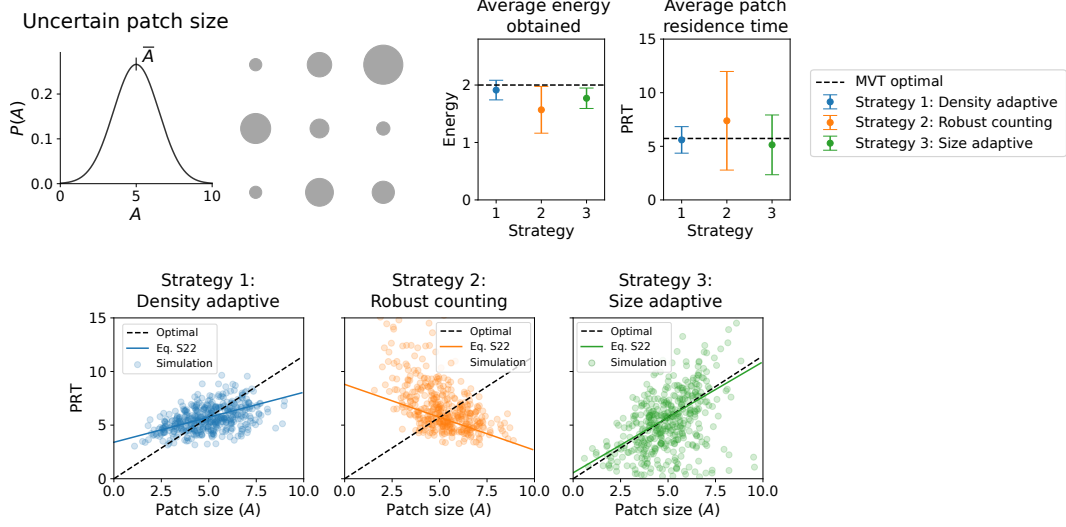 Uncertain patch size
P(A)
0.2
0.1
0.0
0
5
10
A
A̅
Average energy
obtained
Energy
2
1
0
1
2
3
Strategy
Average patch
residence time
PRT
15
10
5
0
1
2
3
Strategy
MVT optimal
Strategy 1: Density adaptive
Strategy 2: Robust counting
Strategy 3: Size adaptive
Strategy 1:
Density adaptive
Optimal
Eq. S22
Simulation
PRT
15
10
5
0
0.0
2.5
5.0
7.5
10.0
Patch size (A)
Strategy 2:
Robust counting
Optimal
Eq. S22
Simulation
0.0
2.5
5.0
7.5
10.0
Patch size (A)
Strategy 3:
Size adaptive
Optimal
Eq. S22
Simulation
0.0
2.5
5.0
7.5
10.0
Patch size (A)